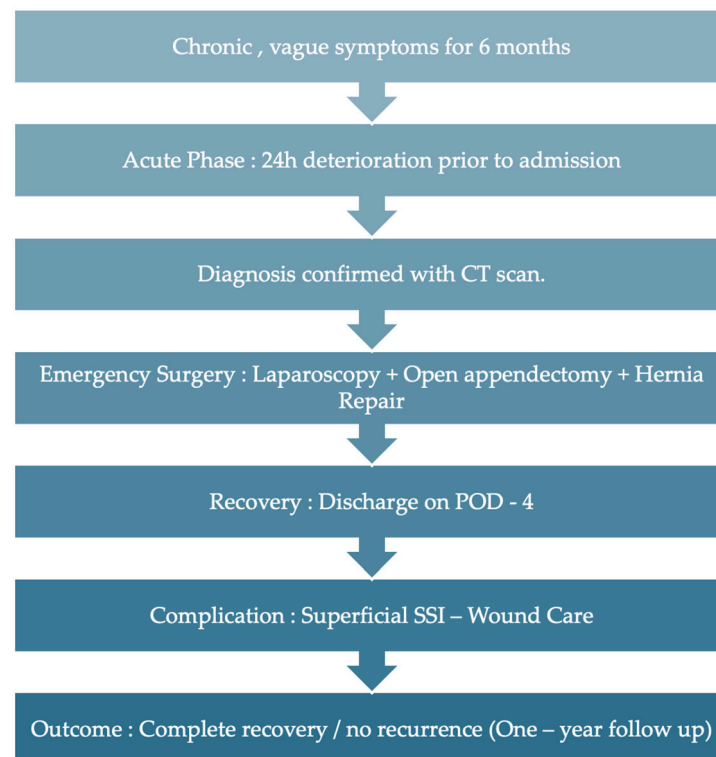 Chronic , vague symptoms for 6 months
Acute Phase : 24h deterioration prior to admission
Diagnosis confirmed with CT scan.
Emergency Surgery : Laparoscopy + Open appendectomy + Hernia
Repair
Recovery : Discharge on POD - 4
Complication : Superficial SSI – Wound Care
Outcome : Complete recovery / no recurrence (One – year follow up)